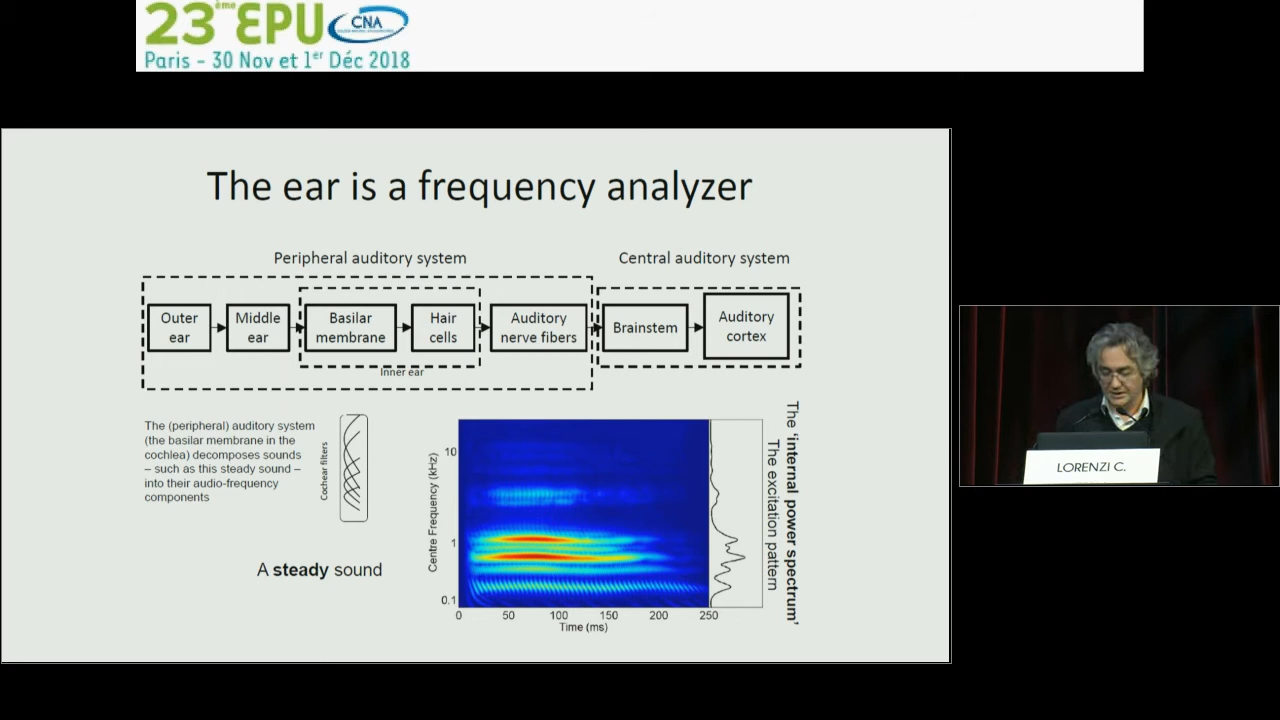 23ème EPU
CNA
Paris – 30 Nov et 1er Déc 2018
The ear is a frequency analyzer
Peripheral auditory system
Central auditory system
Outer
ear
Middle
ear
Basilar
membrane
Hair
cells
Auditory
nerve fibers
Brainstem
Auditory
cortex
Inner ear
The (peripheral) auditory system
(the basilar membrane in the
cochlea) decomposes sounds
– such as this steady sound –
into their audio-frequency
components
Cochear filters
A steady sound
Centre Frequency (kHz)
10
1
0.1
0 50 100 150 200 250
Time (ms)
The 'internal power spectrum'
The excitation pattern
LORENZI C.